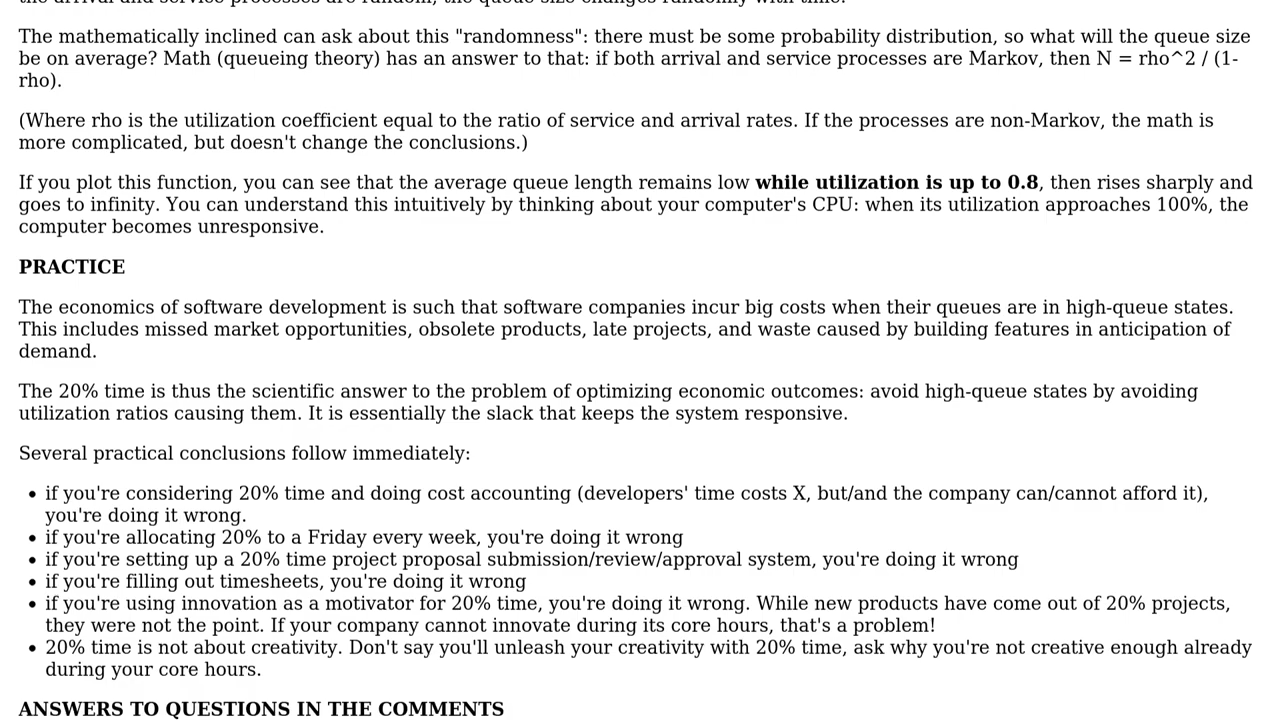 the arrival and service processes are random, the queue size changes randomly with time.
The mathematically inclined can ask about this "randomness": there must be some probability distribution, so what will the queue size
be on average? Math (queueing theory) has an answer to that: if both arrival and service processes are Markov, then N = rho^2 / (1-
rho).
(Where rho is the utilization coefficient equal to the ratio of service and arrival rates. If the processes are non-Markov, the math is
more complicated, but doesn't change the conclusions.)
If you plot this function, you can see that the average queue length remains low while utilization is up to 0.8, then rises sharply and
goes to infinity. You can understand this intuitively by thinking about your computer's CPU: when its utilization approaches 100%, the
computer becomes unresponsive.
PRACTICE
The economics of software development is such that software companies incur big costs when their queues are in high-queue states.
This includes missed market opportunities, obsolete products, late projects, and waste caused by building features in anticipation of
demand.
The 20% time is thus the scientific answer to the problem of optimizing economic outcomes: avoid high-queue states by avoiding
utilization ratios causing them. It is essentially the slack that keeps the system responsive.
Several practical conclusions follow immediately:
• if you're considering 20% time and doing cost accounting (developers' time costs X, but/and the company can/cannot afford it),
you're doing it wrong.
• if you're allocating 20% to a Friday every week, you're doing it wrong
• if you're setting up a 20% time project proposal submission/review/approval system, you're doing it wrong
• if you're filling out timesheets, you're doing it wrong
• if you're using innovation as a motivator for 20% time, you're doing it wrong. While new products have come out of 20% projects,
they were not the point. If your company cannot innovate during its core hours, that's a problem!
• 20% time is not about creativity. Don't say you'll unleash your creativity with 20% time, ask why you're not creative enough already
during your core hours.
ANSWERS TO QUESTIONS IN THE COMMENTS